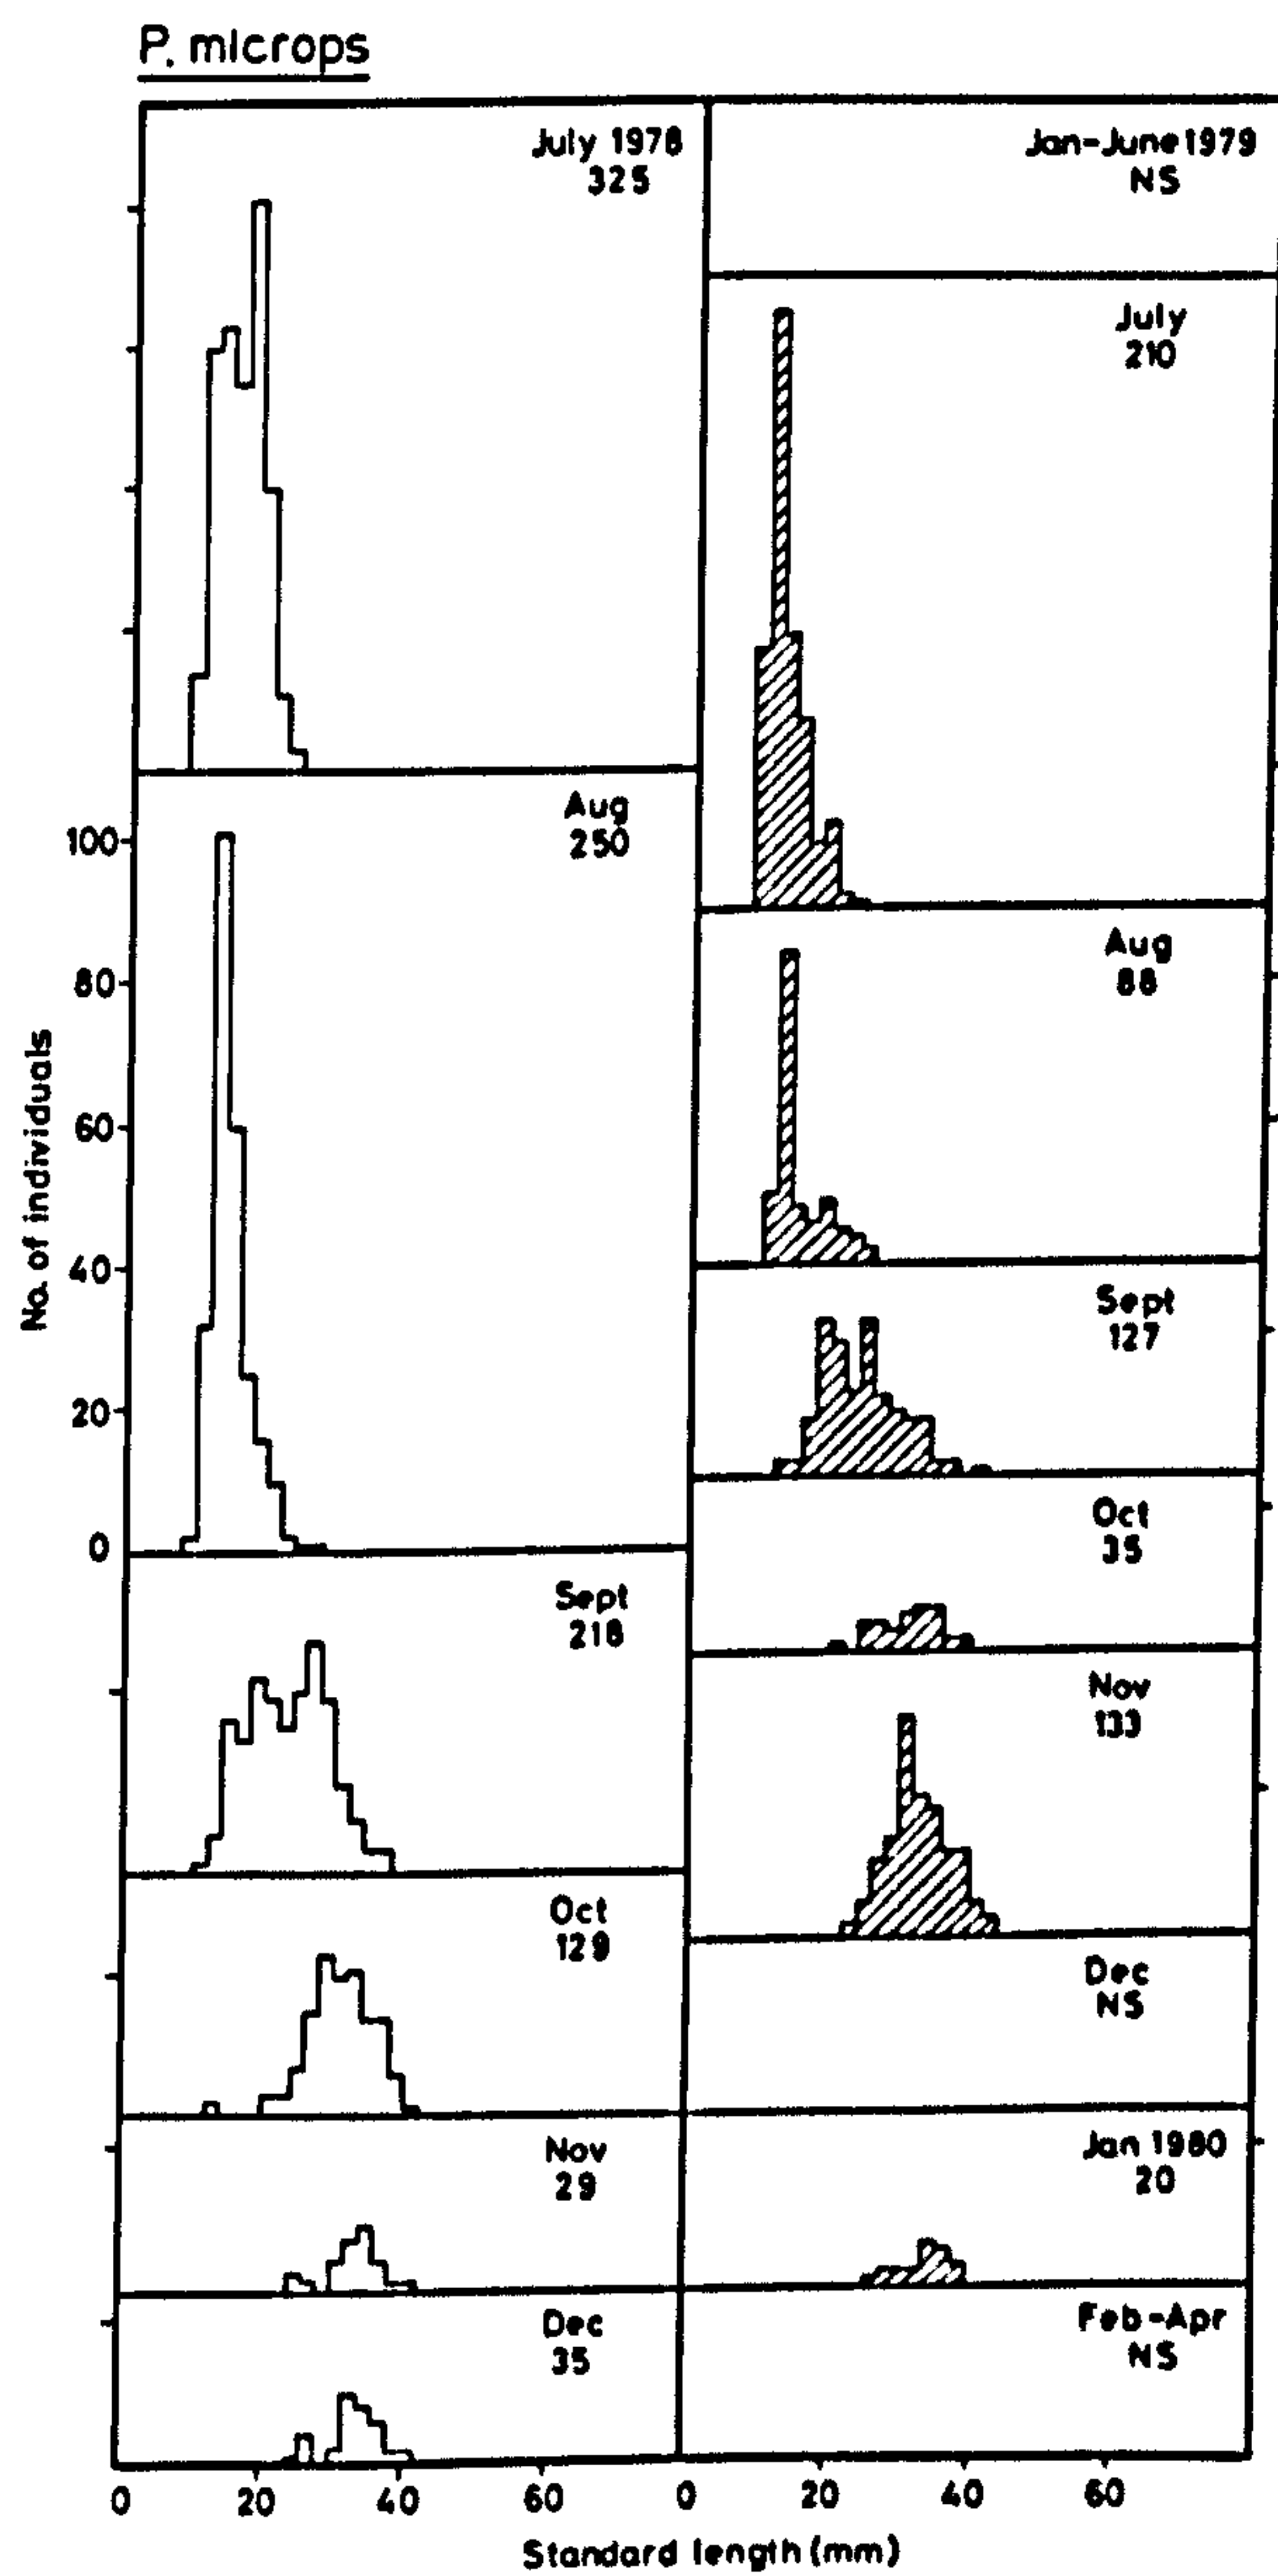 P. microps
July 1978
325
Aug
250
Sept
218
Oct
129
Nov
29
Dec
35
Jan-June 1979
NS
July
210
Aug
88
Sept
127
Oct
35
Nov
133
Dec
NS
Jan 1980
20
Feb-Apr
NS
100
80
60
40
20
0
No. of individuals
0 20 40 60 0 20 40 60
Standard length (mm)